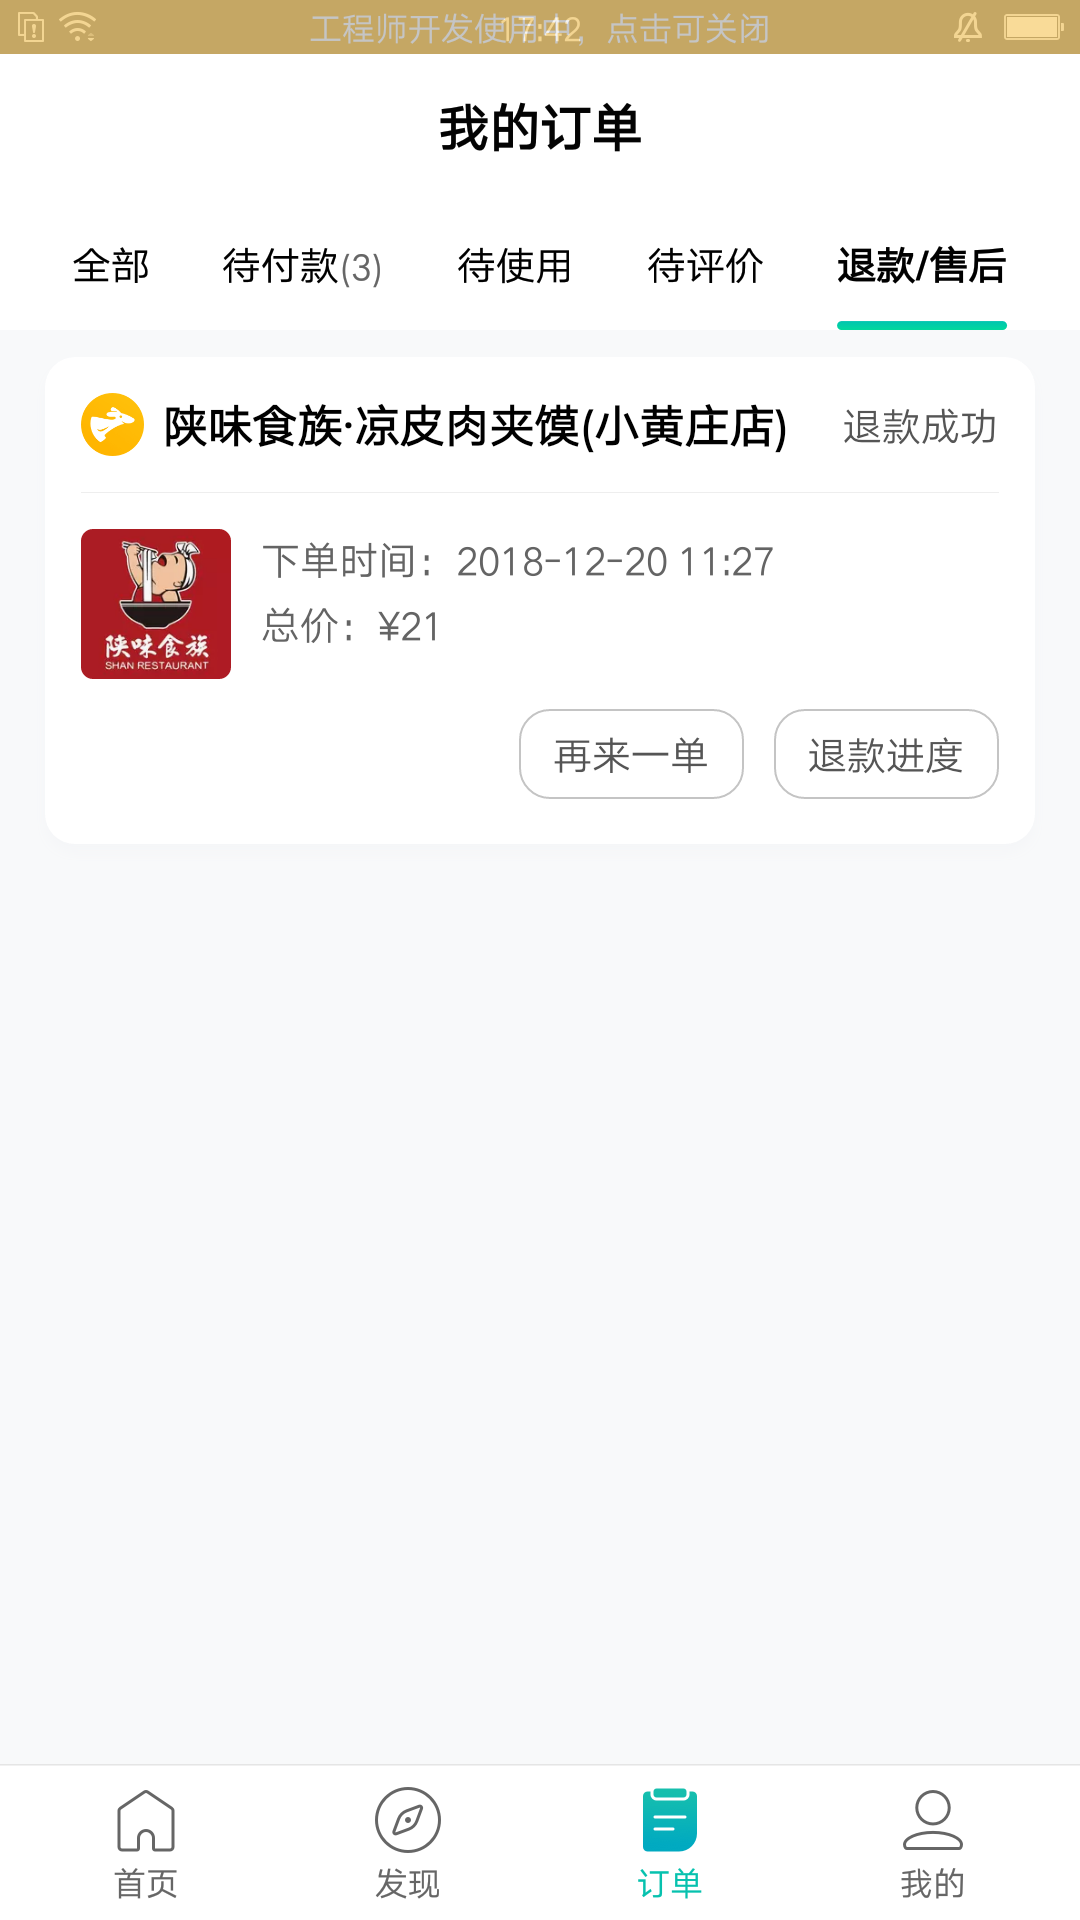 工程师开发使用中，点击可关闭
17:42
我的订单
全部
待付款(3)
待使用
待评价
退款/售后
陕味食族·凉皮肉夹馍(小黄庄店)
退款成功
陕味食族
SHAN RESTAURANT
下单时间：2018-12-20 11:27
总价：¥21
再来一单
退款进度
首页
发现
订单
我的